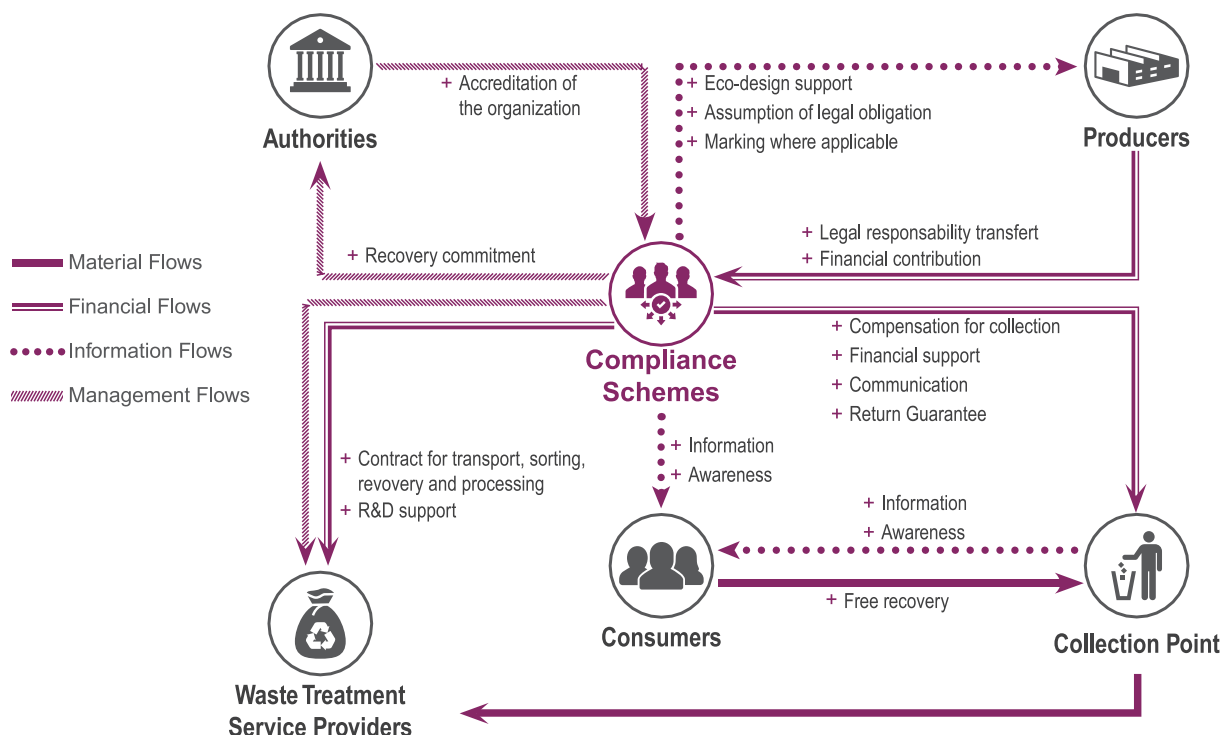 + Accreditation of
the organization
Authorities
+ Eco-design support
+ Assumption of legal obligation
+ Marking where applicable
Producers
+ Recovery commitment
+ Legal responsability transfert
+ Financial contribution
Material Flows
Financial Flows
Information Flows
Management Flows
Compliance
Schemes
+ Compensation for collection
+ Financial support
+ Communication
+ Return Guarantee
+ Contract for transport, sorting,
revovery and processing
+ R&D support
+ Information
+ Awareness
+ Information
+ Awareness
+ Free recovery
Consumers
Collection Point
Waste Treatment
Service Providers